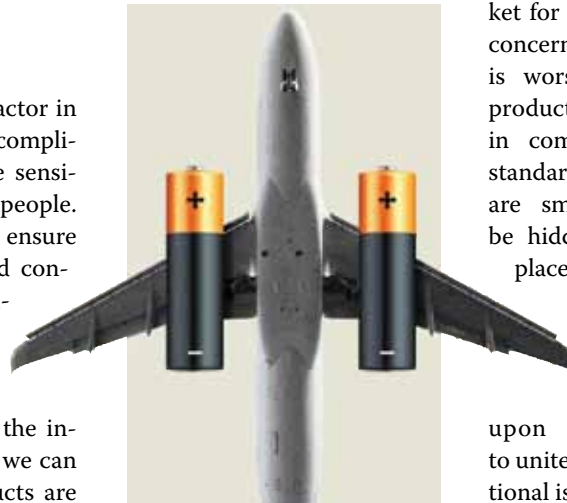 actor in
compli-
e sensi-
people.
ensure
d con-
-
the in-
we can
ucts are
+
-
+
-
ket for
concern
is wors
product
in com
standar
are sm
be hidd
place
upon
to unite
tional is